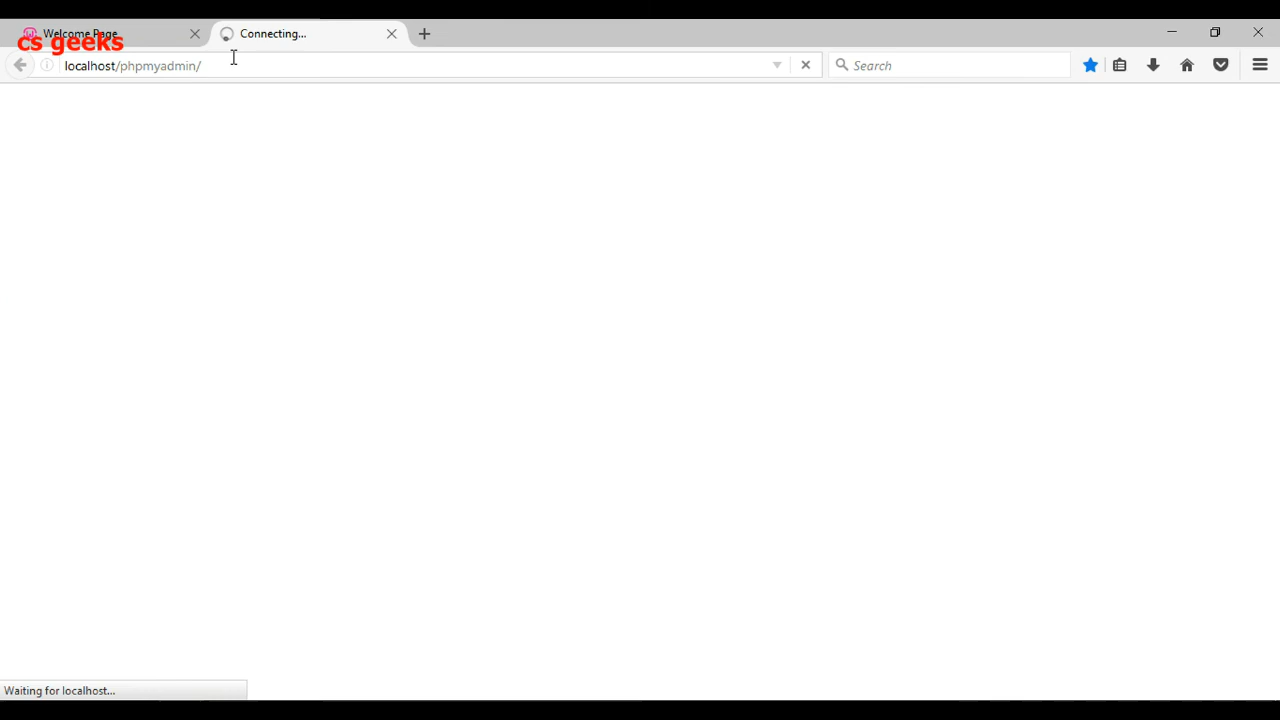 Welcome Page
cs geeks
Connecting...
localhost/phpmyadmin/
Search
Waiting for localhost...